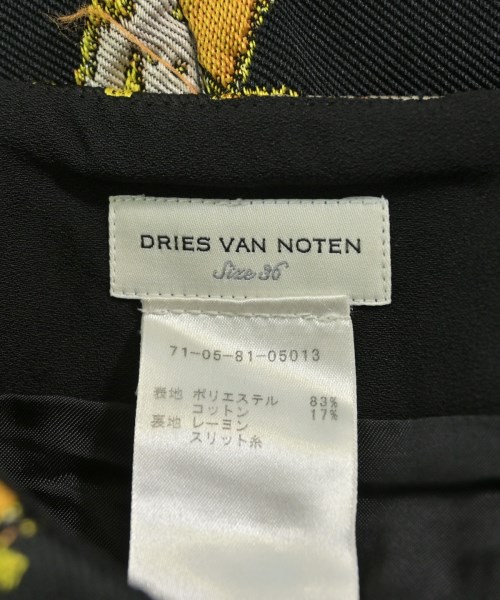 DRIES VAN NOTEN
Size 36
71-05-81-05013
表地 ポリエステル 83%
コットン 17%
裏地 レーヨン
スリット糸